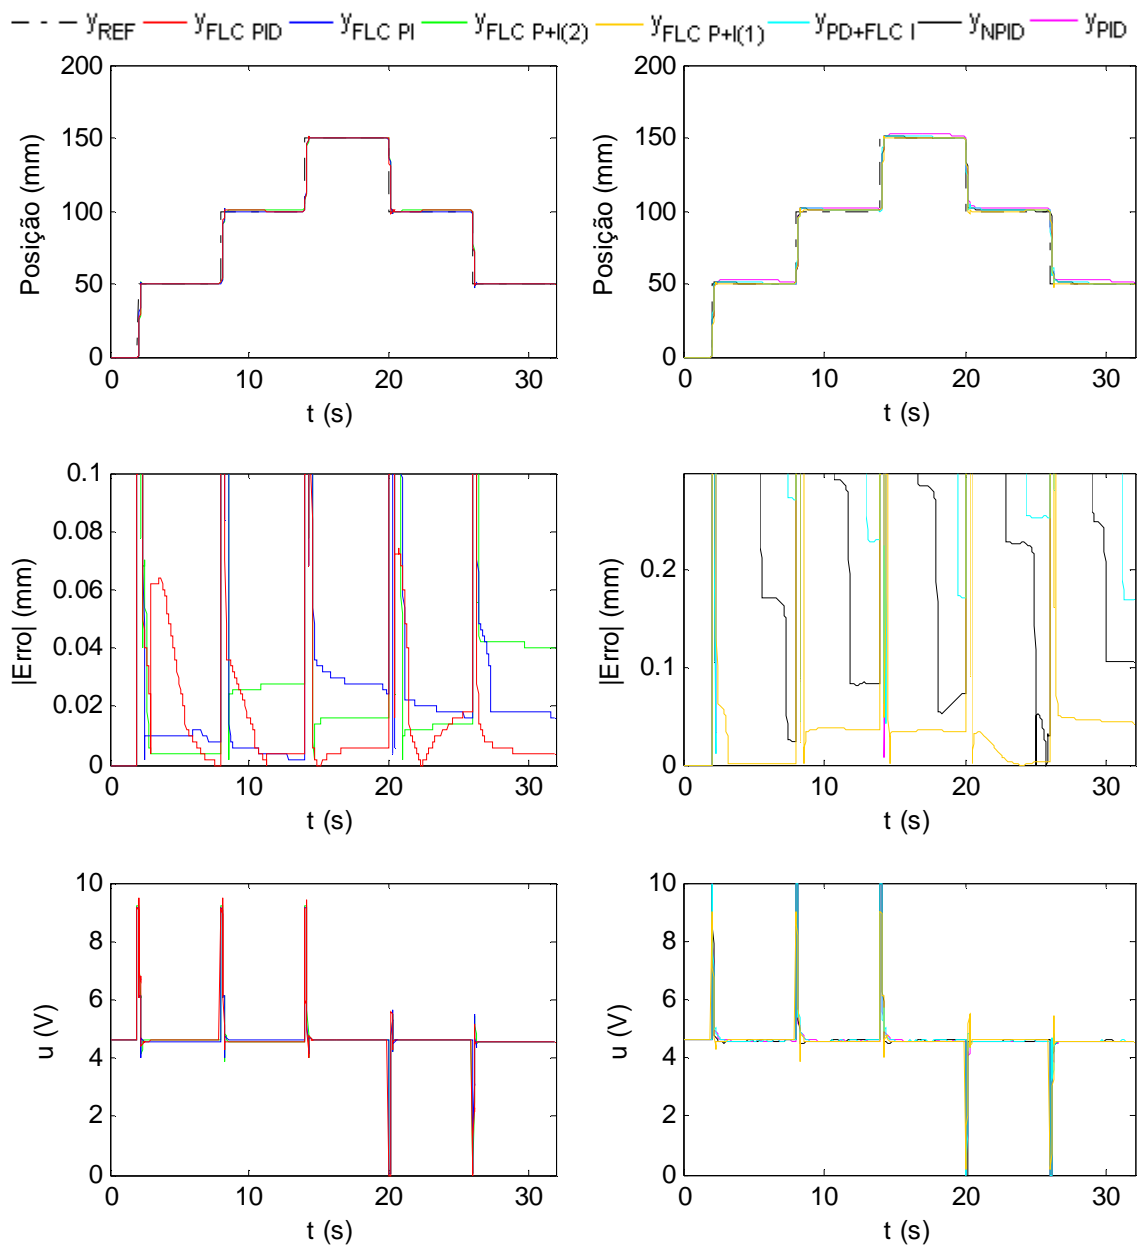 yREF yFLC PID yFLC PI yFLC P+I(2) yFLC P+I(1) yPD+FLC I yNPID yPID
200
150
100
50
0
Posição (mm)
0 10 20 30
t (s)
200
150
100
50
0
Posição (mm)
0 10 20 30
t (s)
0.1
0.08
0.06
0.04
0.02
0
|Erro| (mm)
0 10 20 30
t (s)
0.2
0.1
0
|Erro| (mm)
0 10 20 30
t (s)
10
8
6
4
2
0
u (V)
0 10 20 30
t (s)
10
8
6
4
2
0
u (V)
0 10 20 30
t (s)